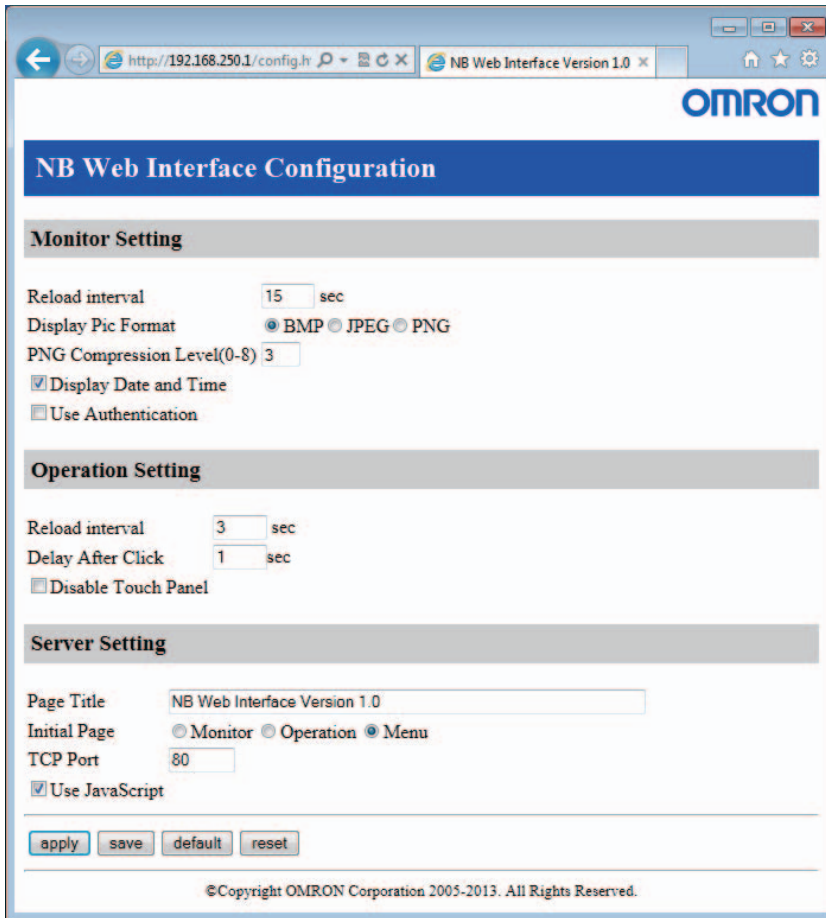 http://192.168.250.1/config.h
NB Web Interface Version 1.0
OMRON
NB Web Interface Configuration
Monitor Setting
Reload interval 15 sec
Display Pic Format BMP JPEG PNG
PNG Compression Level(0-8) 3
Display Date and Time
Use Authentication
Operation Setting
Reload interval 3 sec
Delay After Click 1 sec
Disable Touch Panel
Server Setting
Page Title NB Web Interface Version 1.0
Initial Page Monitor Operation Menu
TCP Port 80
Use JavaScript
apply save default reset
©Copyright OMRON Corporation 2005-2013. All Rights Reserved.